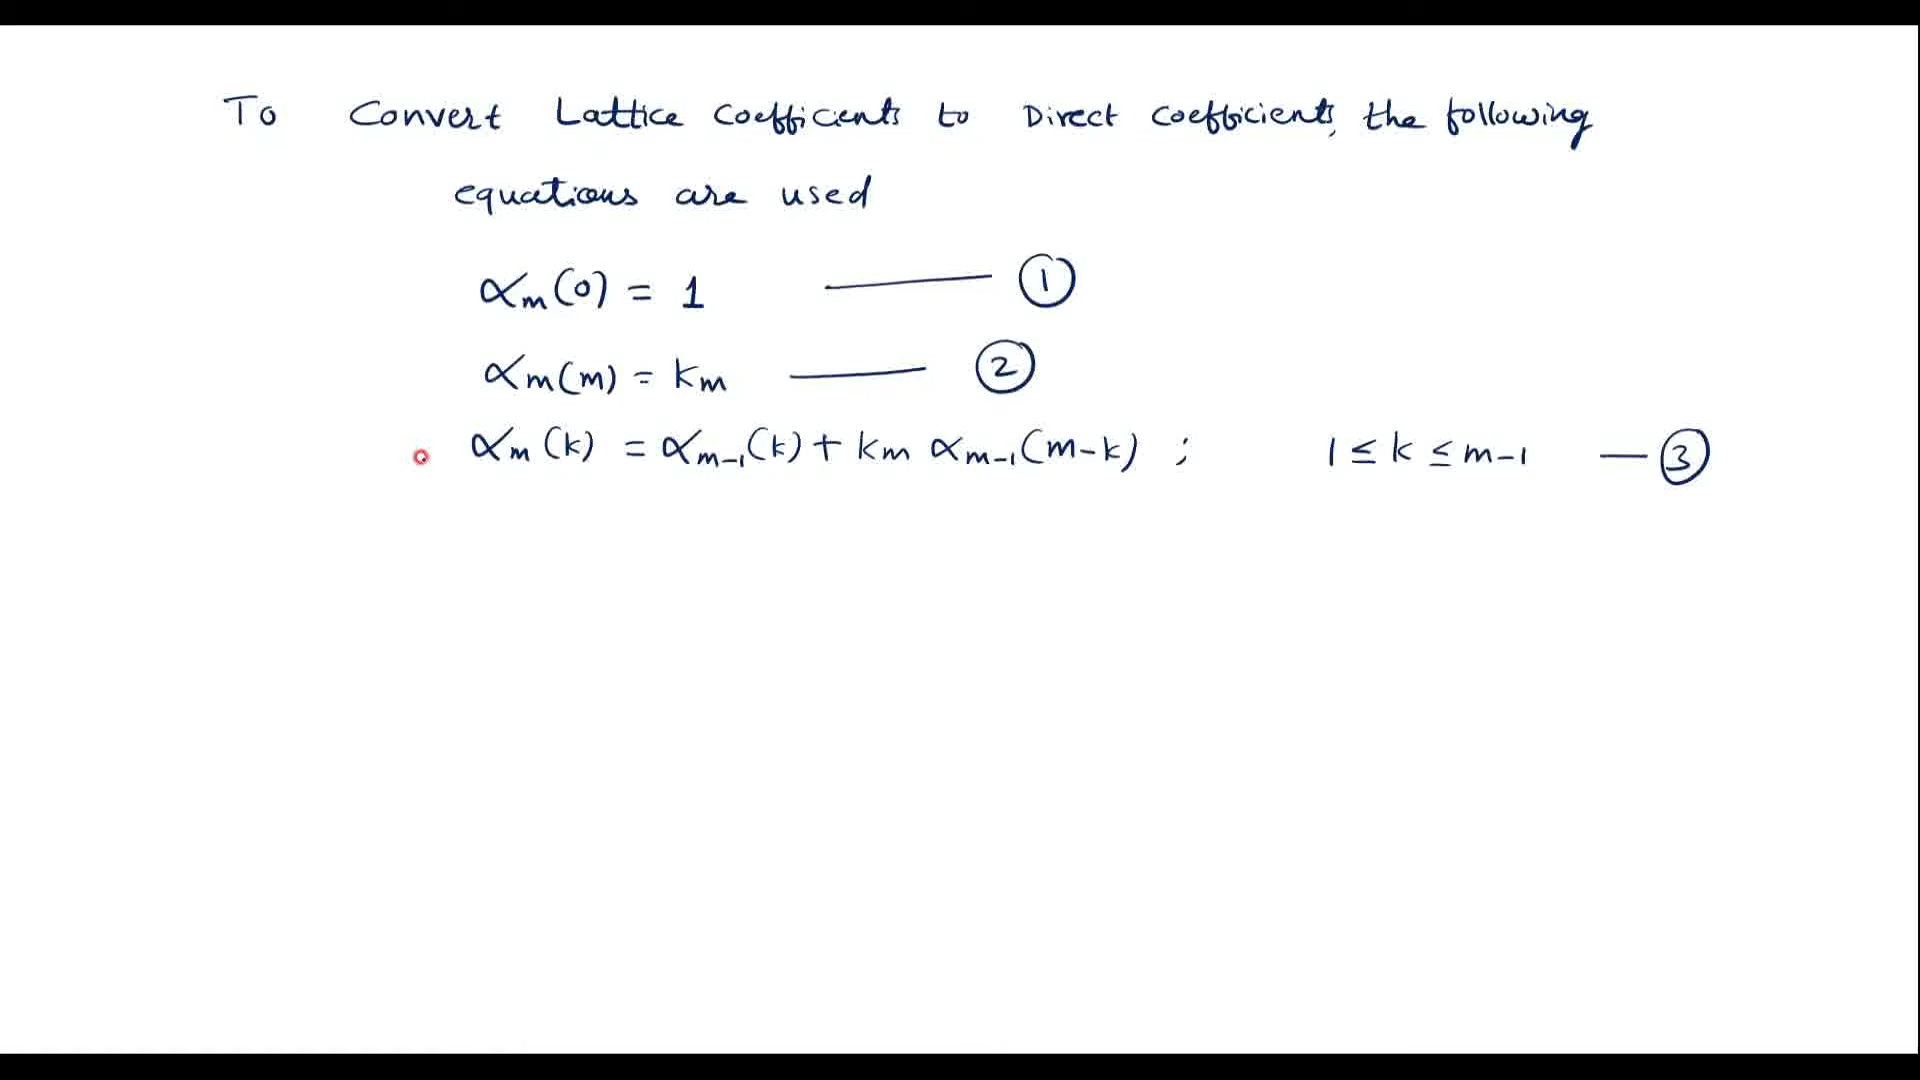 To Convert Lattice Coefficients to Direct coefficients, the following
equations are used
αm(0) = 1 —— ①
αm(m) = km —— ②
αm(k) = αm-1(k) + km αm-1(m-k) ; 1 ≤ k ≤ m-1 — ③